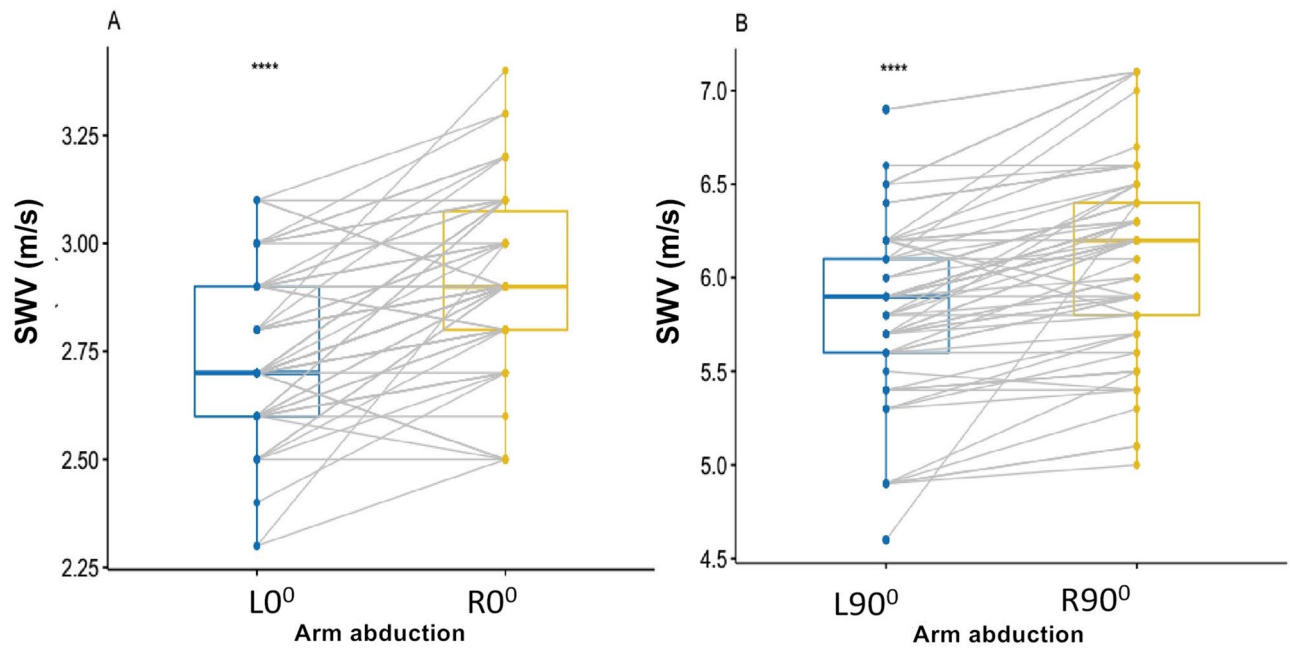 A
****
SWV (m/s)
3.25
3.00
2.75
2.50
2.25
L0⁰
R0⁰
Arm abduction
B
****
SWV (m/s)
7.0
6.5
6.0
5.5
5.0
4.5
L90⁰
R90⁰
Arm abduction